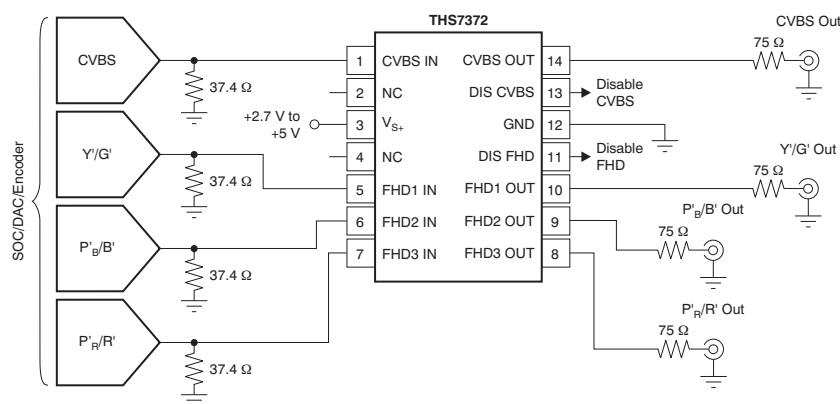 THS7372
CVBS Out
75 Ω
CVBS
1 CVBS IN CVBS OUT 14
37.4 Ω
2 NC DIS CVBS 13 Disable CVBS
+2.7 V to +5 V
3 VS+ GND 12
Y'/G'
4 NC DIS FHD 11 Disable FHD
Y'/G' Out
75 Ω
37.4 Ω
5 FHD1 IN FHD1 OUT 10
P'B/B' Out
75 Ω
6 FHD2 IN FHD2 OUT 9
P'B/B'
37.4 Ω
7 FHD3 IN FHD3 OUT 8
P'R/R' Out
75 Ω
P'R/R'
37.4 Ω
SOC/DAC/Encoder